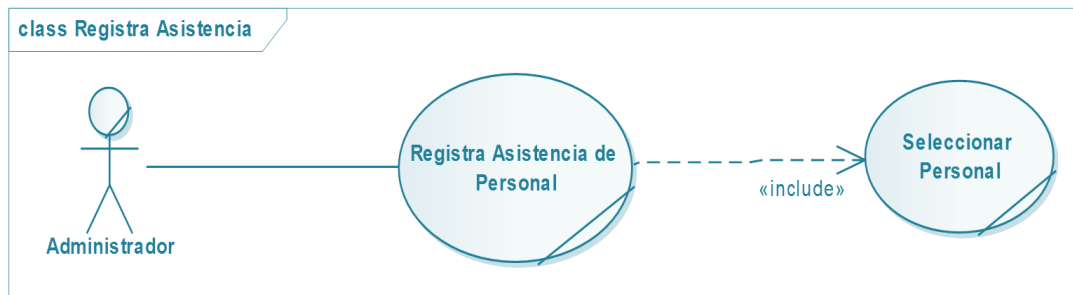 class Registra Asistencia
Registra Asistencia de
Personal
Seleccionar
Personal
«include»
Administrador